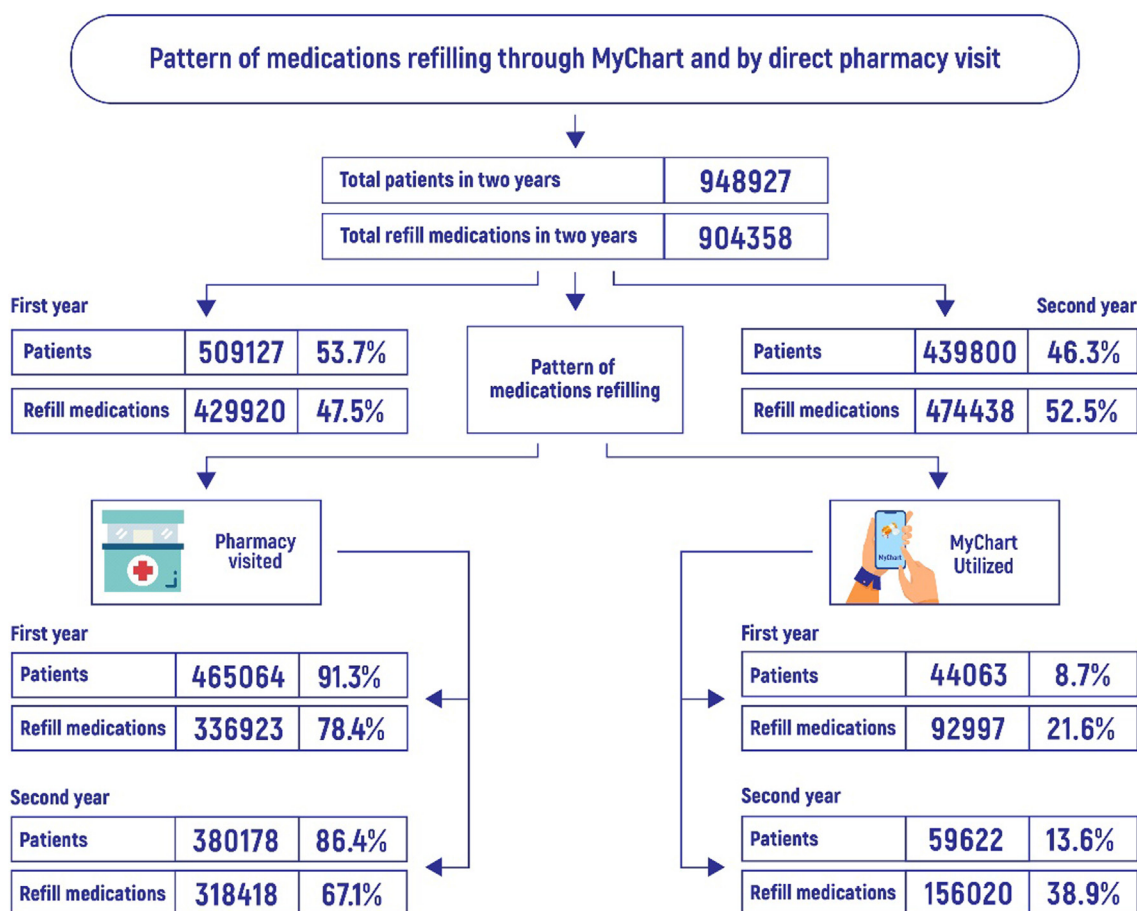 Pattern of medications refilling through MyChart and by direct pharmacy visit
Total patients in two years 948927
Total refill medications in two years 904358
First year
Patients 509127 53.7%
Refill medications 429920 47.5%
Pattern of
medications refilling
Second year
Patients 439800 46.3%
Refill medications 474438 52.5%
Pharmacy
visited
MyChart
MyChart
Utilized
First year
Patients 465064 91.3%
Refill medications 336923 78.4%
Second year
Patients 380178 86.4%
Refill medications 318418 67.1%
First year
Patients 44063 8.7%
Refill medications 92997 21.6%
Second year
Patients 59622 13.6%
Refill medications 156020 38.9%